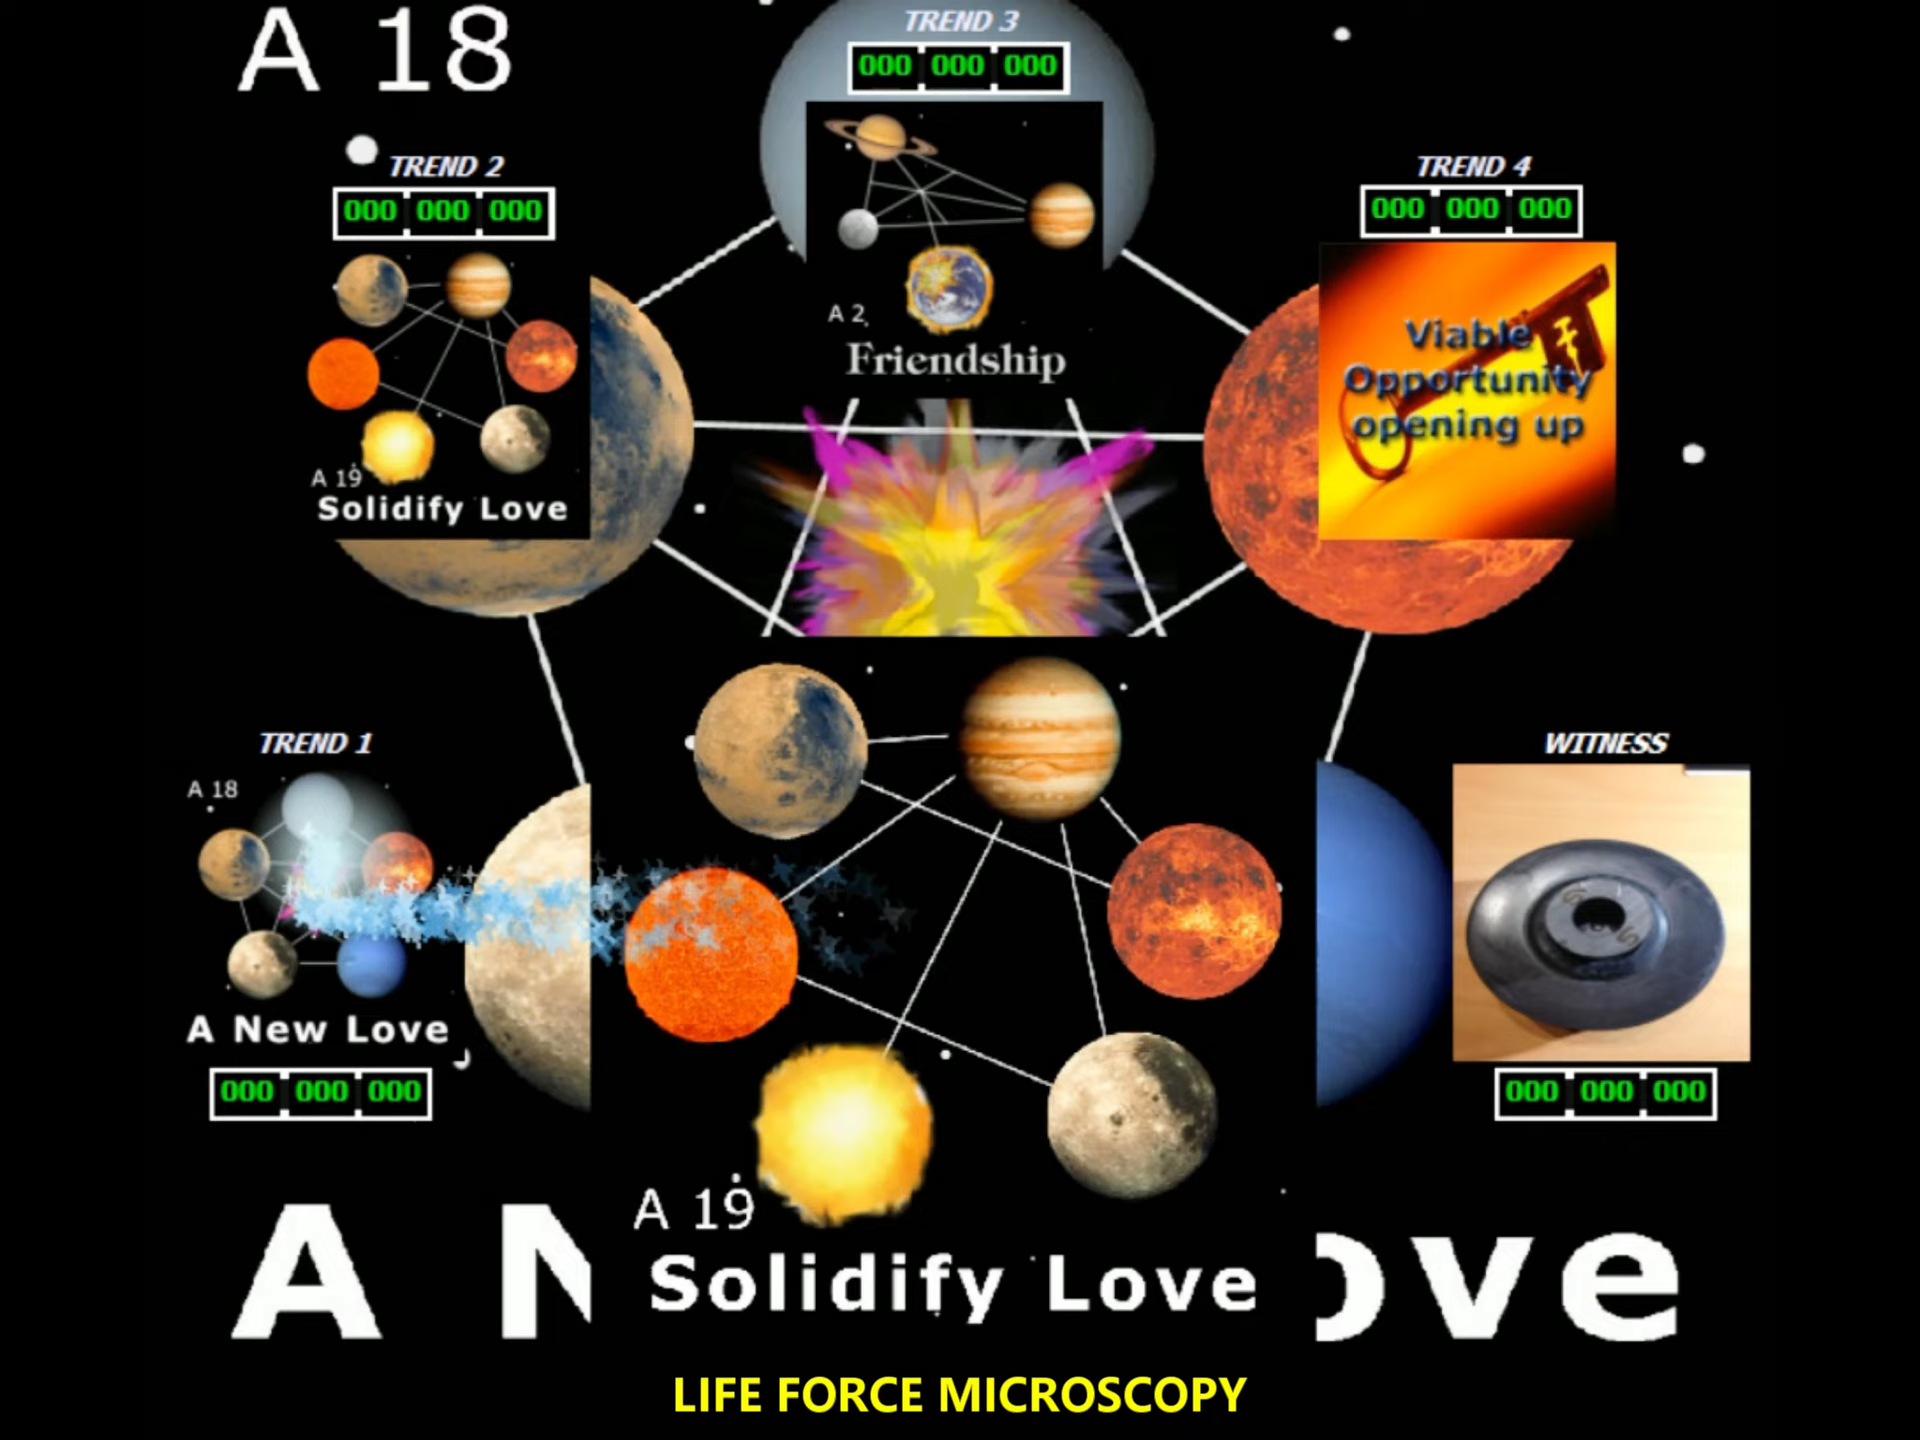 A 18
TREND 3
000 000 000
TREND 2
000 000 000
TREND 4
000 000 000
A 2
Friendship
Viable
Opportunity
opening up
A 19
Solidify Love
TREND 1
A 18
A New Love
000 000 000
WITNESS
000 000 000
A 19
Solidify Love
A N
ove
LIFE FORCE MICROSCOPY